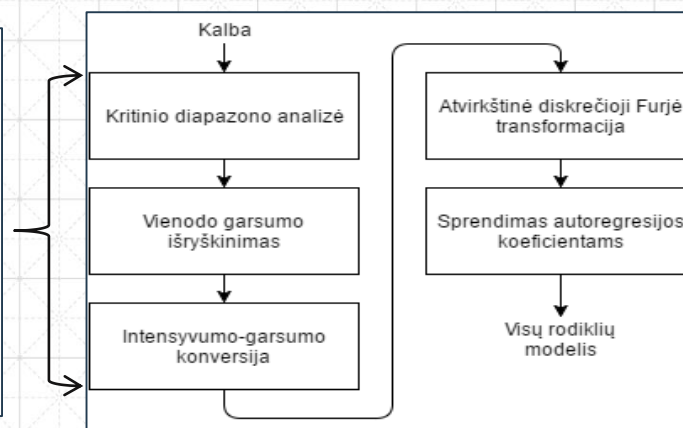 Kalba
Kritinio diapazono analizė
Vienodo garsumo
išryškinimas
Intensyvumo-garsumo
konversija
Atvirkštinė diskrečioji Furjė
transformacija
Sprendimas autoregresijos
koeficientams
Visų rodiklių
modelis